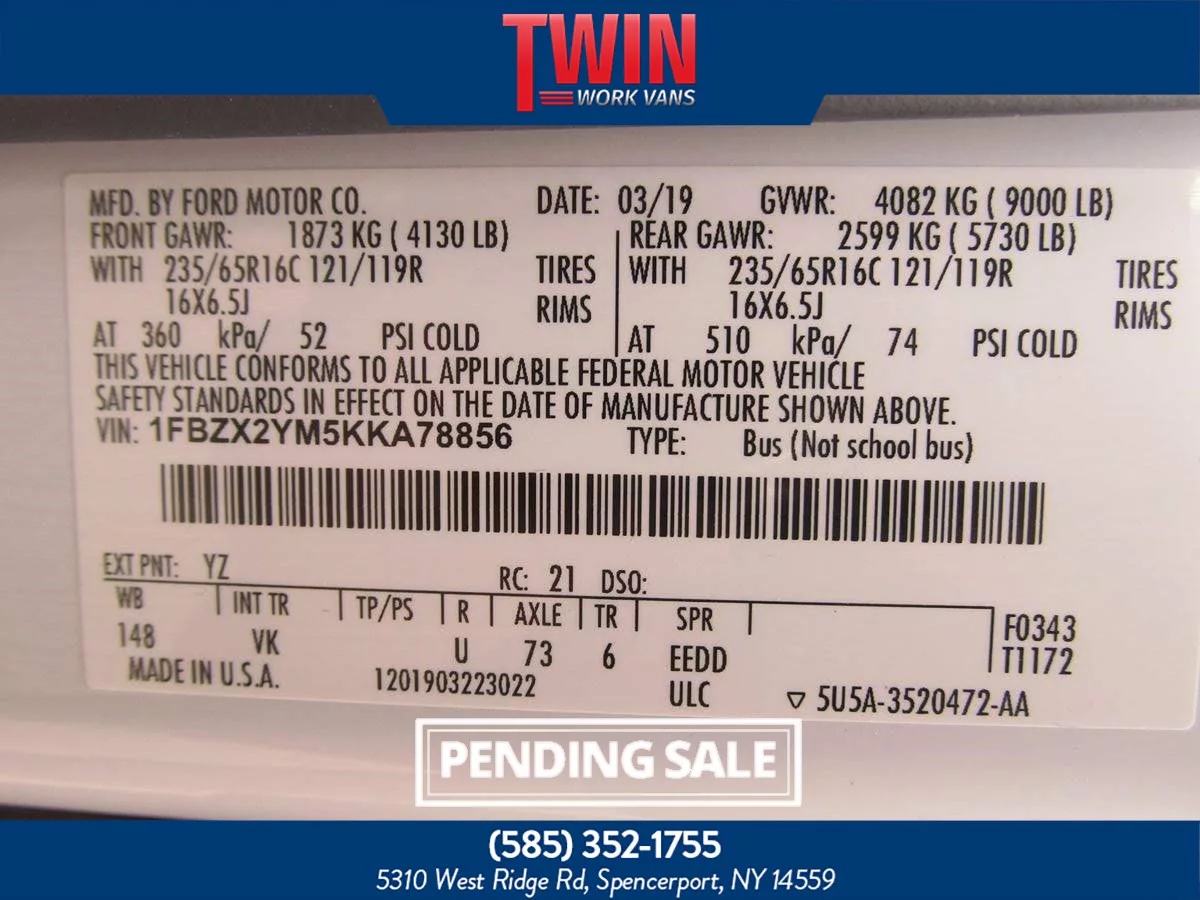 TWIN
WORK VANS
MFD. BY FORD MOTOR CO. DATE: 03/19 GVWR: 4082 KG ( 9000 LB)
FRONT GAWR: 1873 KG ( 4130 LB) REAR GAWR: 2599 KG ( 5730 LB)
WITH 235/65R16C 121/119R TIRES WITH 235/65R16C 121/119R TIRES
16X6.5J RIMS 16X6.5J RIMS
AT 360 kPa/ 52 PSI COLD AT 510 kPa/ 74 PSI COLD
THIS VEHICLE CONFORMS TO ALL APPLICABLE FEDERAL MOTOR VEHICLE
SAFETY STANDARDS IN EFFECT ON THE DATE OF MANUFACTURE SHOWN ABOVE.
VIN: 1FBZX2YM5KKA78856 TYPE: Bus (Not school bus)
EXT PNT: YZ RC: 21 DSO:
WB INT TR TP/PS R AXLE TR SPR F0343
148 VK U 73 6 EEDD T1172
MADE IN U.S.A. 1201903223022 ULC ▽ 5U5A-3520472-AA
PENDING SALE
(585) 352-1755
5310 West Ridge Rd, Spencerport, NY 14559